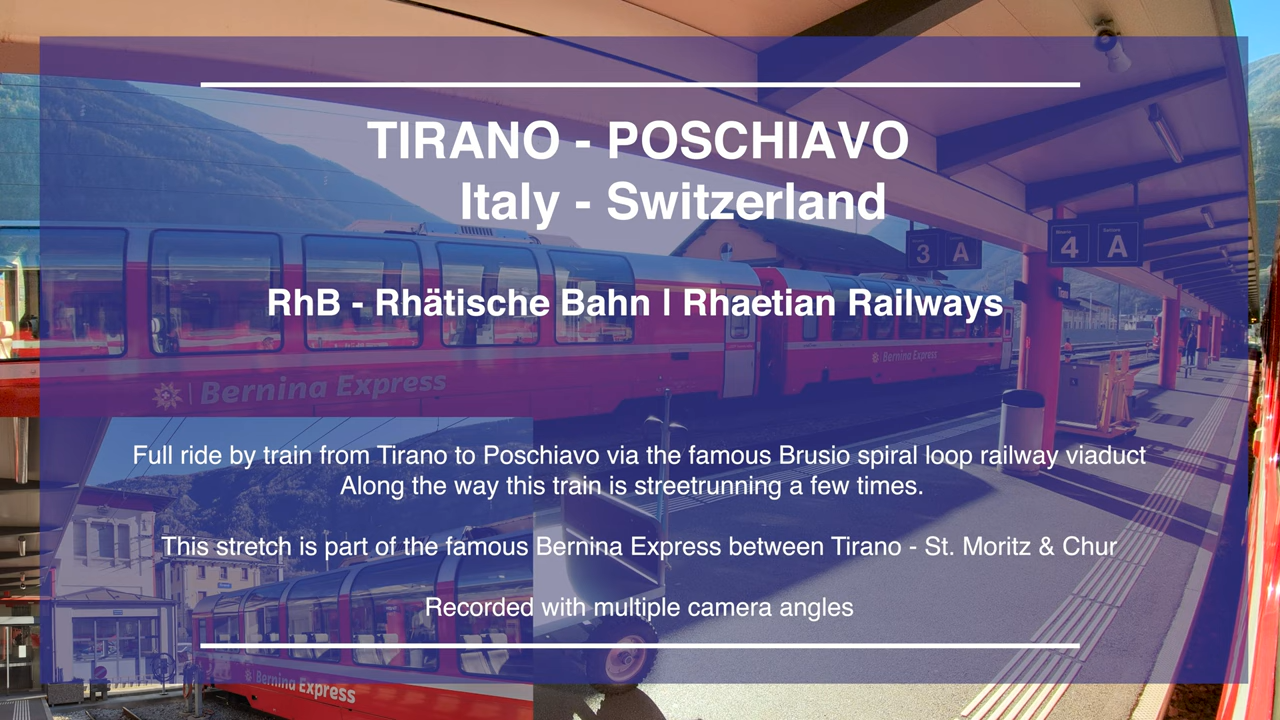 TIRANO - POSCHIAVO
Italy - Switzerland
3 A
4 A
RhB - Rhätische Bahn | Rhaetian Railways
Bernina Express
Bernina Express
Full ride by train from Tirano to Poschiavo via the famous Brusio spiral loop railway viaduct
Along the way this train is streetrunning a few times.
This stretch is part of the famous Bernina Express between Tirano - St. Moritz & Chur
Recorded with multiple camera angles
Bernina Express